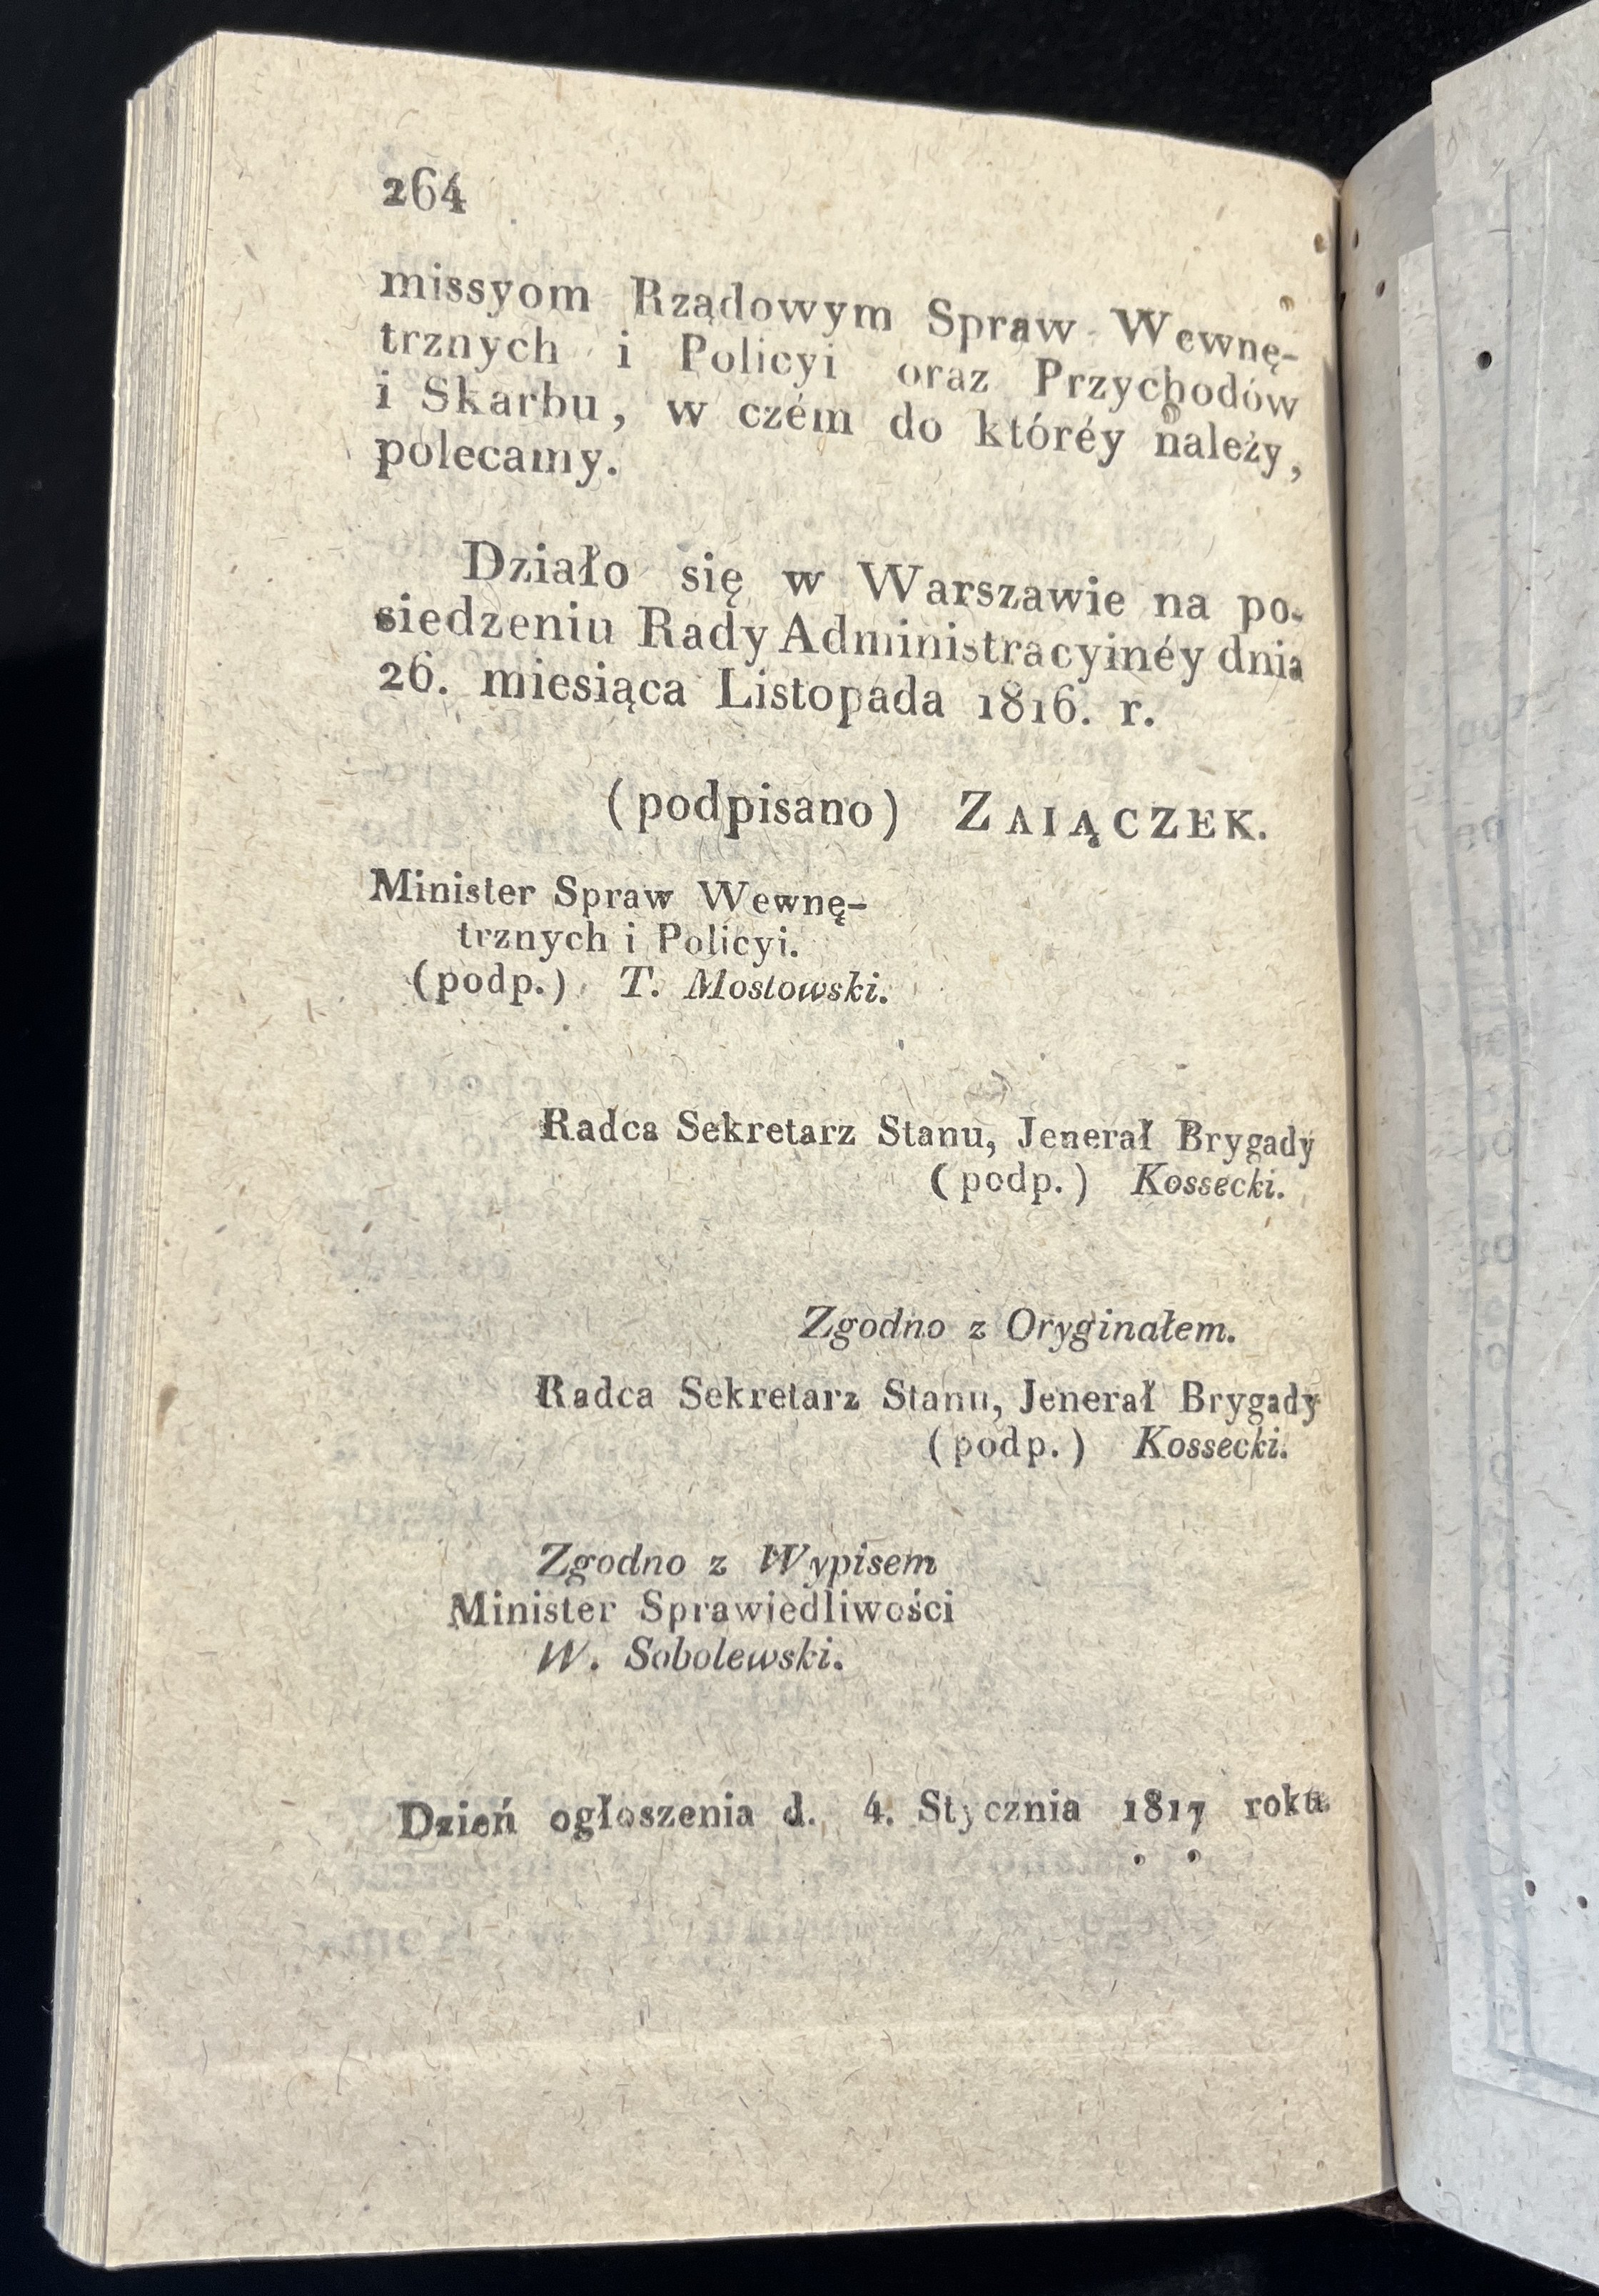 264
missyom Rządowym Spraw Wewnę-
trznych i Policyi oraz Przychodów
i Skarbu, w czém do któréy należy,
polecamy.
Działo się w Warszawie na po-
siedzeniu Rady Administracyinéy dnia
26. miesiąca Listopada 1816. r.
(podpisano) ZAIĄCZEK.
Minister Spraw Wewnę-
trznych i Policyi.
(podp.) T. Mostowski.
Radca Sekretarz Stanu, Jenerał Brygady
(podp.) Kossecki.
Zgodno z Oryginałem.
Radca Sekretarz Stanu, Jenerał Brygady
(podp.) Kossecki.
Zgodno z Wypisem
Minister Sprawiedliwości
W. Sobolewski.
Dzień ogłoszenia d. 4. Stycznia 1817 roku.